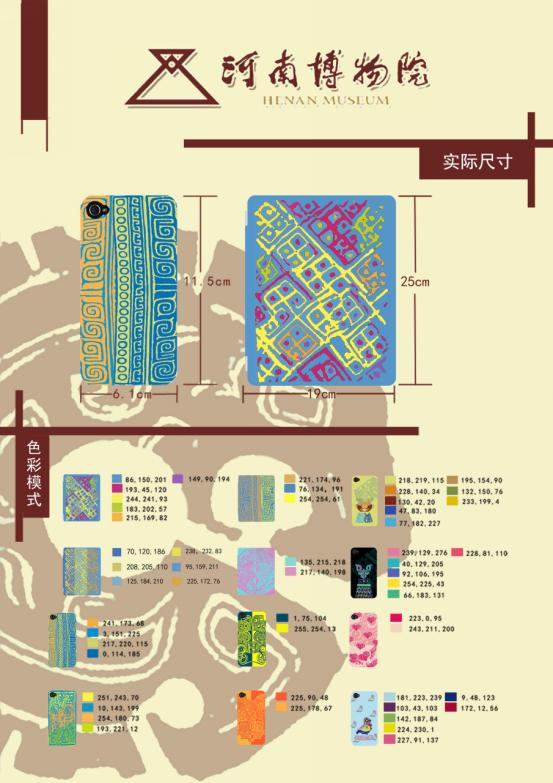 河南博物院
HENAN MUSEUM
实际尺寸
11.5cm
25cm
6.1cm
19cm
色彩模式
86, 150, 201
149, 90, 194
193, 45, 120
244, 241, 93
183, 202, 57
215, 169, 82
221, 174, 96
76, 134, 191
254, 254, 61
218, 219, 115
195, 154, 90
228, 140, 34
132, 150, 76
130, 42, 20
233, 199, 4
47, 83, 180
77, 182, 227
70, 120, 186
238, 232, 83
208, 205, 110
95, 159, 211
125, 184, 210
225, 172, 76
135, 215, 218
217, 140, 198
239, 129, 276
228, 81, 110
40, 129, 205
92, 106, 195
254, 225, 43
66, 183, 131
241, 173, 68
3, 151, 225
217, 220, 115
0, 114, 185
1, 75, 104
255, 254, 13
223, 0, 95
243, 211, 200
251, 243, 70
10, 143, 199
254, 180, 73
193, 221, 12
225, 90, 48
225, 178, 67
181, 223, 239
9, 48, 123
103, 43, 103
172, 12, 56
142, 187, 84
224, 230, 1
227, 91, 137